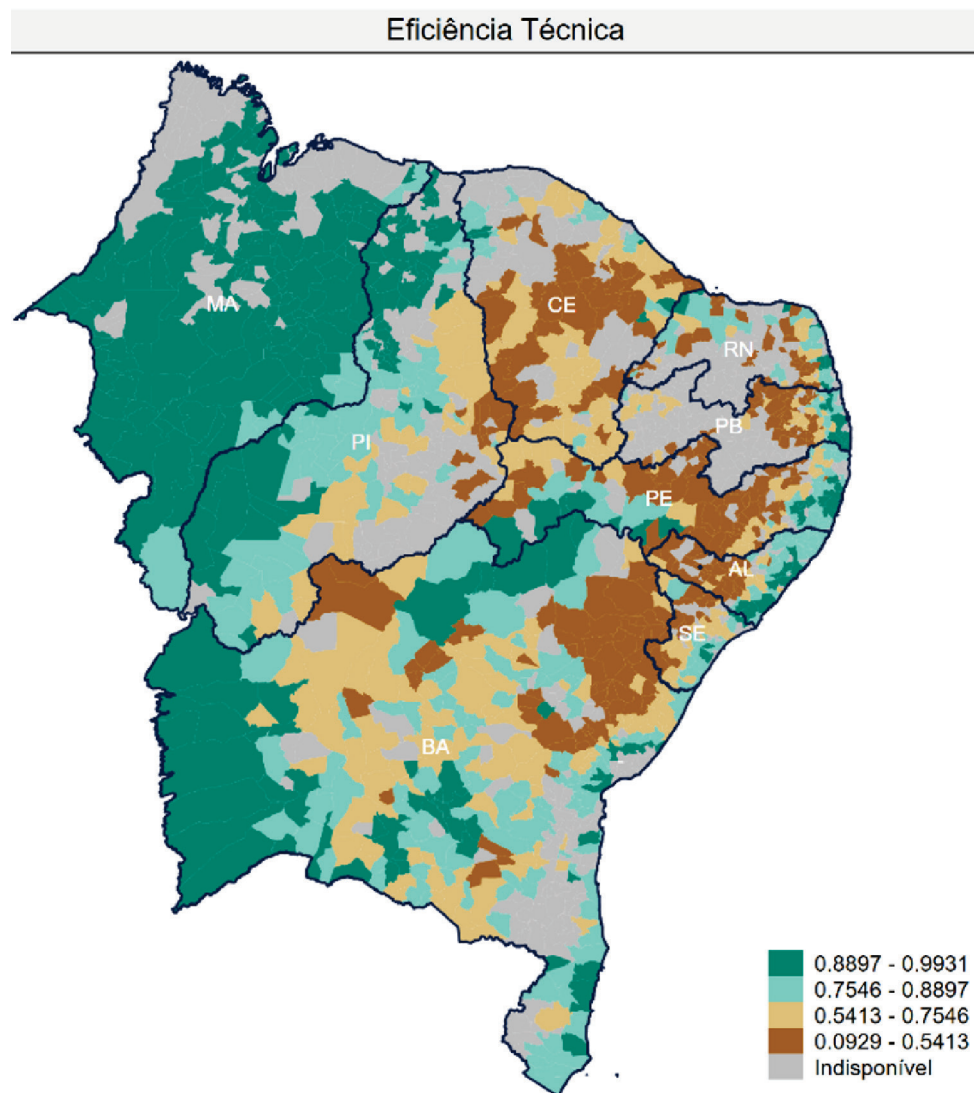 Eficiência Técnica
MA
CE
RN
PI
PB
PE
AL
SE
BA
0.8897 - 0.9931
0.7546 - 0.8897
0.5413 - 0.7546
0.0929 - 0.5413
Indisponível